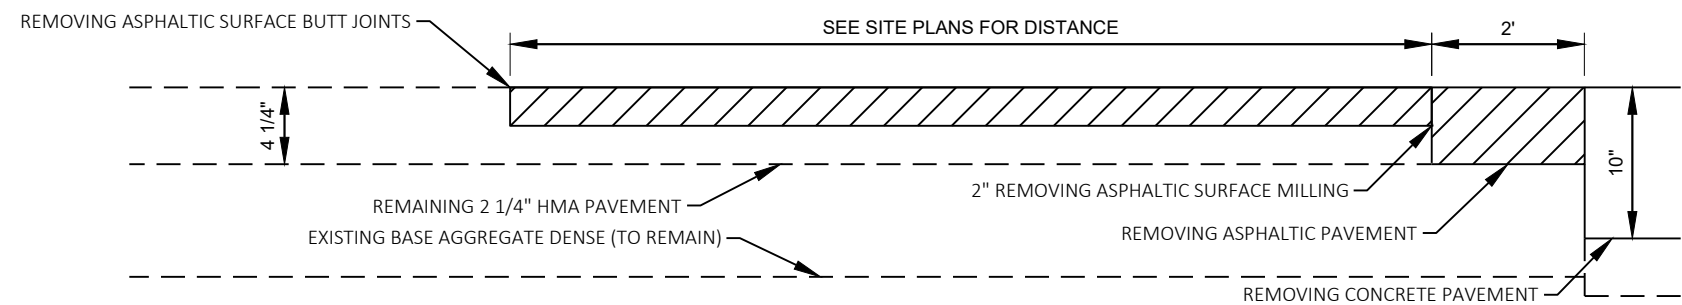 REMOVING ASPHALTIC SURFACE BUTT JOINTS
SEE SITE PLANS FOR DISTANCE
2'
4 1/4"
10"
2" REMOVING ASPHALTIC SURFACE MILLING
REMAINING 2 1/4" HMA PAVEMENT
REMOVING ASPHALTIC PAVEMENT
EXISTING BASE AGGREGATE DENSE (TO REMAIN)
REMOVING CONCRETE PAVEMENT